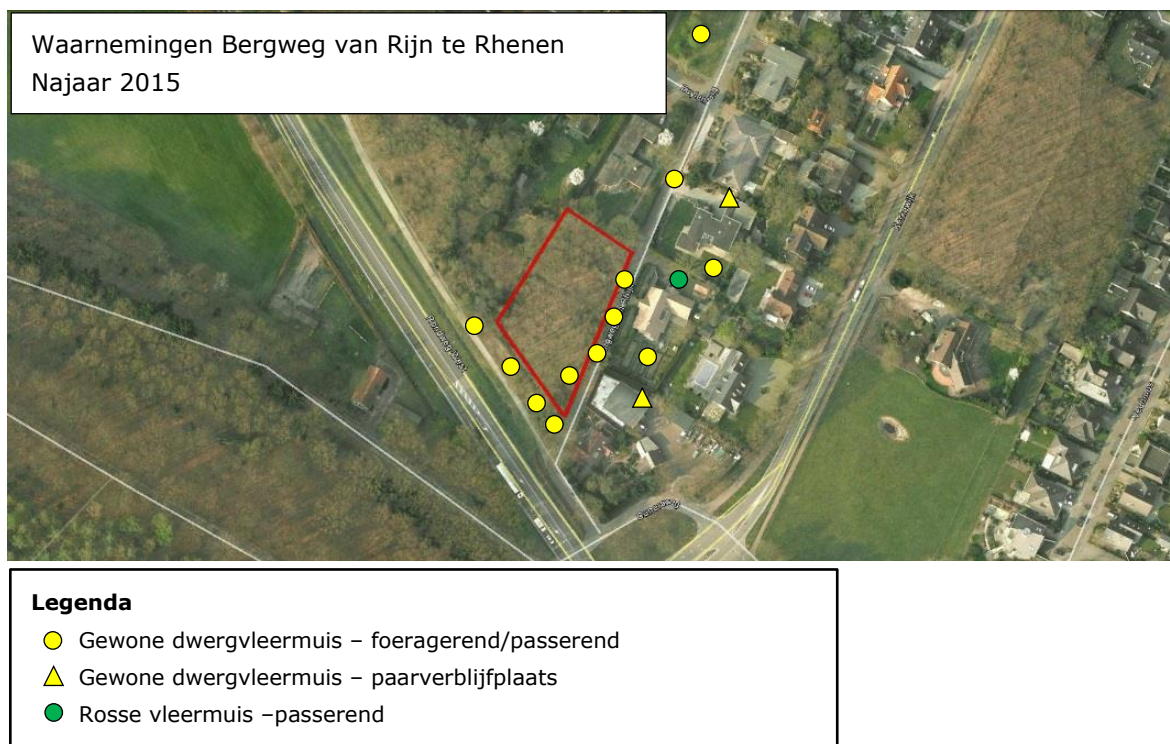 Waarnemingen Bergweg van Rijn te Rhenen
Najaar 2015
Legenda
Gewone dwergvleermuis – foeragerend/passerend
Gewone dwergvleermuis – paarverblijfplaats
Rosse vleermuis –passerend